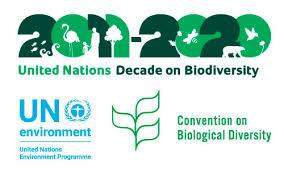 2011-2020
United Nations Decade on Biodiversity
UN
environment
United Nations
Environment Programme
Convention on
Biological Diversity